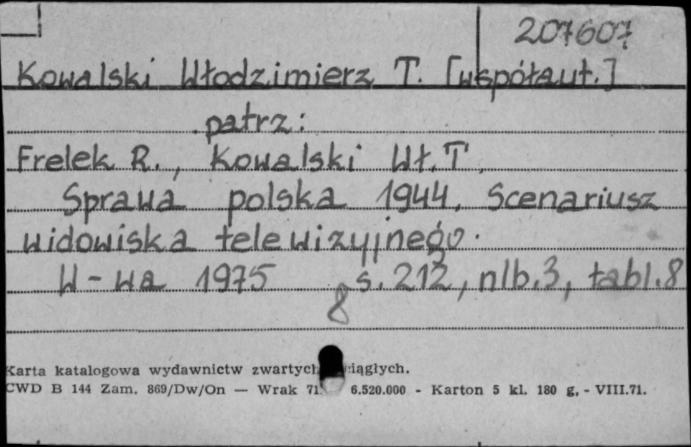 207607
Kowalski Włodzimierz T. [współaut.]
patrz:
Frelek R., Kowalski Wł. T.
Sprawa polska 1944. Scenariusz
widowiska telewizyjnego.
W-wa 1975 s. 212, nlb. 3, tabl. 8
8
Karta katalogowa wydawnictw zwartych ciągłych.
CWD B 144 Zam. 869/Dw/On — Wrak 71. 6.520.000 - Karton 5 kl. 180 g. - VIII.71.